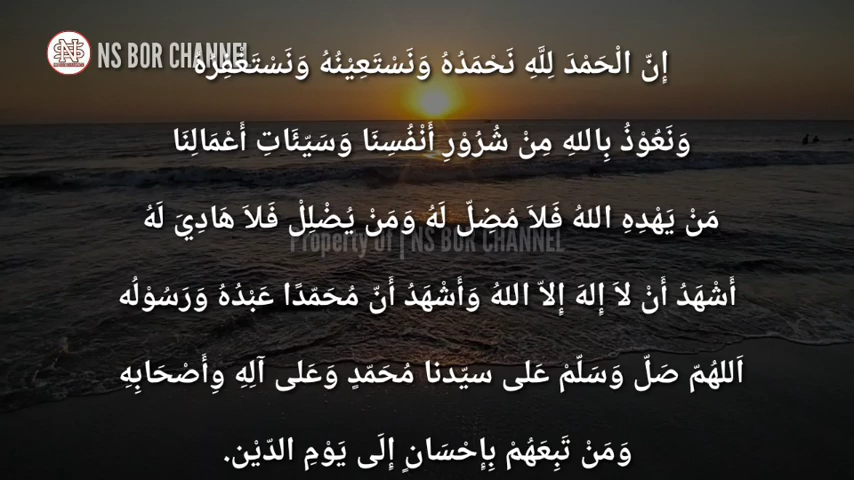 NS BOR CHANNEL
إِنّ الْحَمْدَ لِلَّهِ نَحْمَدُهُ وَنَسْتَعِيْنُهُ وَنَسْتَغْفِرُهُ
وَنَعُوْذُ بِاللهِ مِنْ شُرُوْرِ أَنْفُسِنَا وَسَيّئَاتِ أَعْمَالِنَا
مَنْ يَهْدِهِ اللهُ فَلاَ مُضِلّ لَهُ وَمَنْ يُضْلِلْ فَلاَ هَادِيَ لَهُ
Property of | NS BOR CHANNEL
أَشْهَدُ أَنْ لاَ إِلهَ إِلاّ اللهُ وَأَشْهَدُ أَنّ مُحَمّدًا عَبْدُهُ وَرَسُوْلُه
اَللهُمّ صَلّ وَسَلّمْ عَلى سيّدنا مُحَمّدٍ وَعَلى آلِهِ وِأَصْحَابِهِ
وَمَنْ تَبِعَهُمْ بِإِحْسَانٍ إِلَى يَوْمِ الدّيْن.